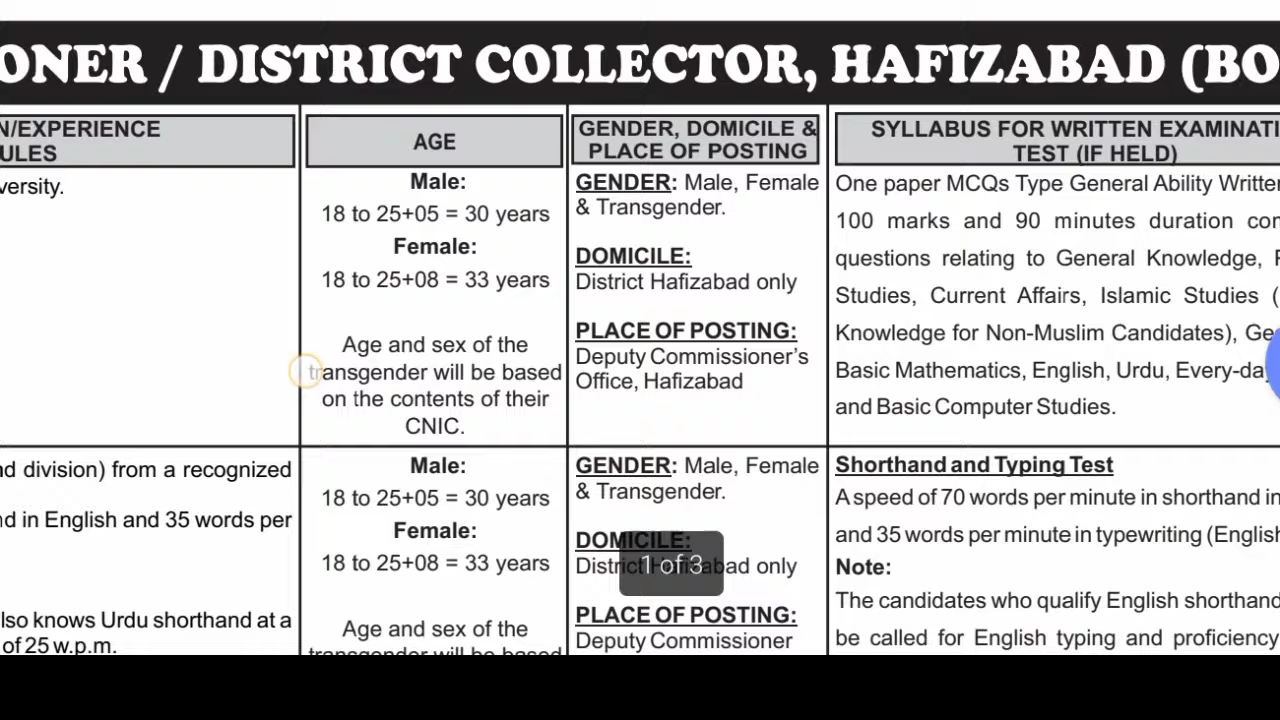 ONER / DISTRICT COLLECTOR, HAFIZABAD (BO
N/EXPERIENCE
ULES
versity.
nd division) from a recognized
nd in English and 35 words per
lso knows Urdu shorthand at a
of 25 w.p.m.
AGE
Male:
18 to 25+05 = 30 years
Female:
18 to 25+08 = 33 years
Age and sex of the
transgender will be based
on the contents of their
CNIC.
Male:
18 to 25+05 = 30 years
Female:
18 to 25+08 = 33 years
Age and sex of the
transgender will be based
GENDER, DOMICILE &
PLACE OF POSTING
GENDER: Male, Female
& Transgender.
DOMICILE:
District Hafizabad only
PLACE OF POSTING:
Deputy Commissioner's
Office, Hafizabad
GENDER: Male, Female
& Transgender.
DOMICILE:
District Hafizabad only
1 of 3
PLACE OF POSTING:
Deputy Commissioner
SYLLABUS FOR WRITTEN EXAMINATI
TEST (IF HELD)
One paper MCQs Type General Ability Writte
100 marks and 90 minutes duration con
questions relating to General Knowledge,
Studies, Current Affairs, Islamic Studies (
Knowledge for Non-Muslim Candidates), Ge
Basic Mathematics, English, Urdu, Every-day
and Basic Computer Studies.
Shorthand and Typing Test
A speed of 70 words per minute in shorthand in
and 35 words per minute in typewriting (English
Note:
The candidates who qualify English shorthand
be called for English typing and proficiency